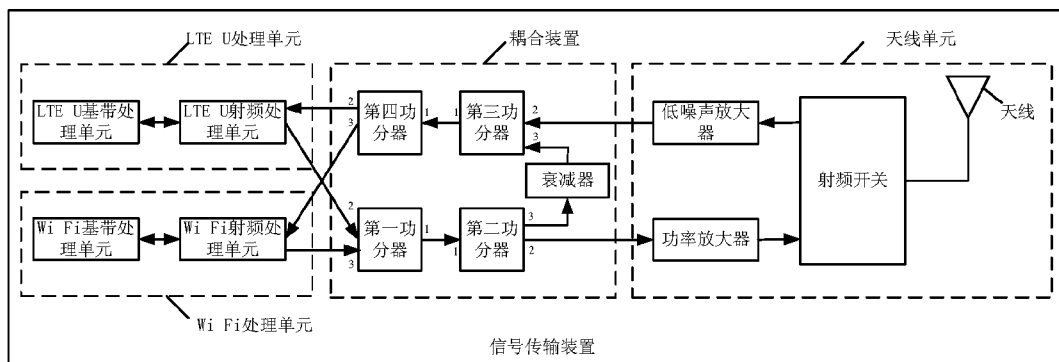 LTE U处理单元
耦合装置
天线单元
LTE U基带处
理单元
LTE U射频处
理单元
2
3
第四功
分器
1
1
第三功
分器
2
3
低噪声放大
器
天线
衰减器
射频开关
Wi Fi基带处
理单元
Wi Fi射频处
理单元
2
3
第一功
分器
1
1
第二功
分器
3
2
功率放大器
Wi Fi处理单元
信号传输装置